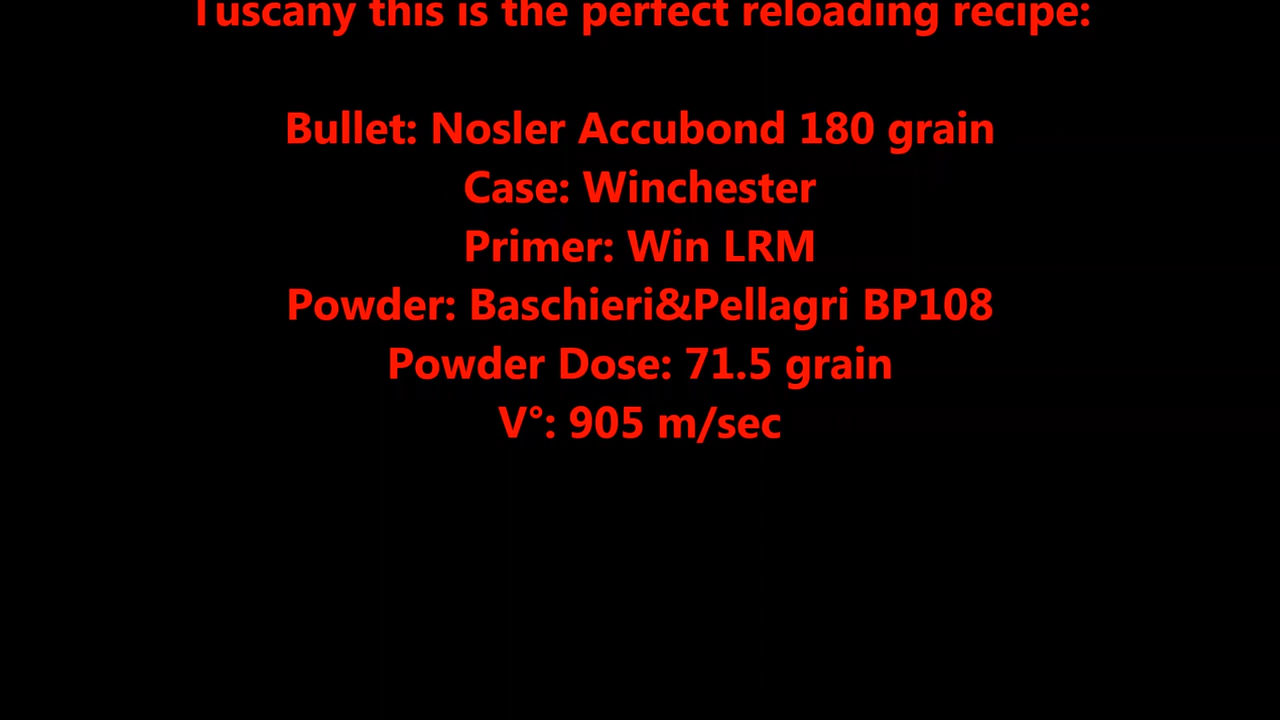 Tuscany this is the perfect reloading recipe:
Bullet: Nosler Accubond 180 grain
Case: Winchester
Primer: Win LRM
Powder: Baschieri&Pellagri BP108
Powder Dose: 71.5 grain
V°: 905 m/sec